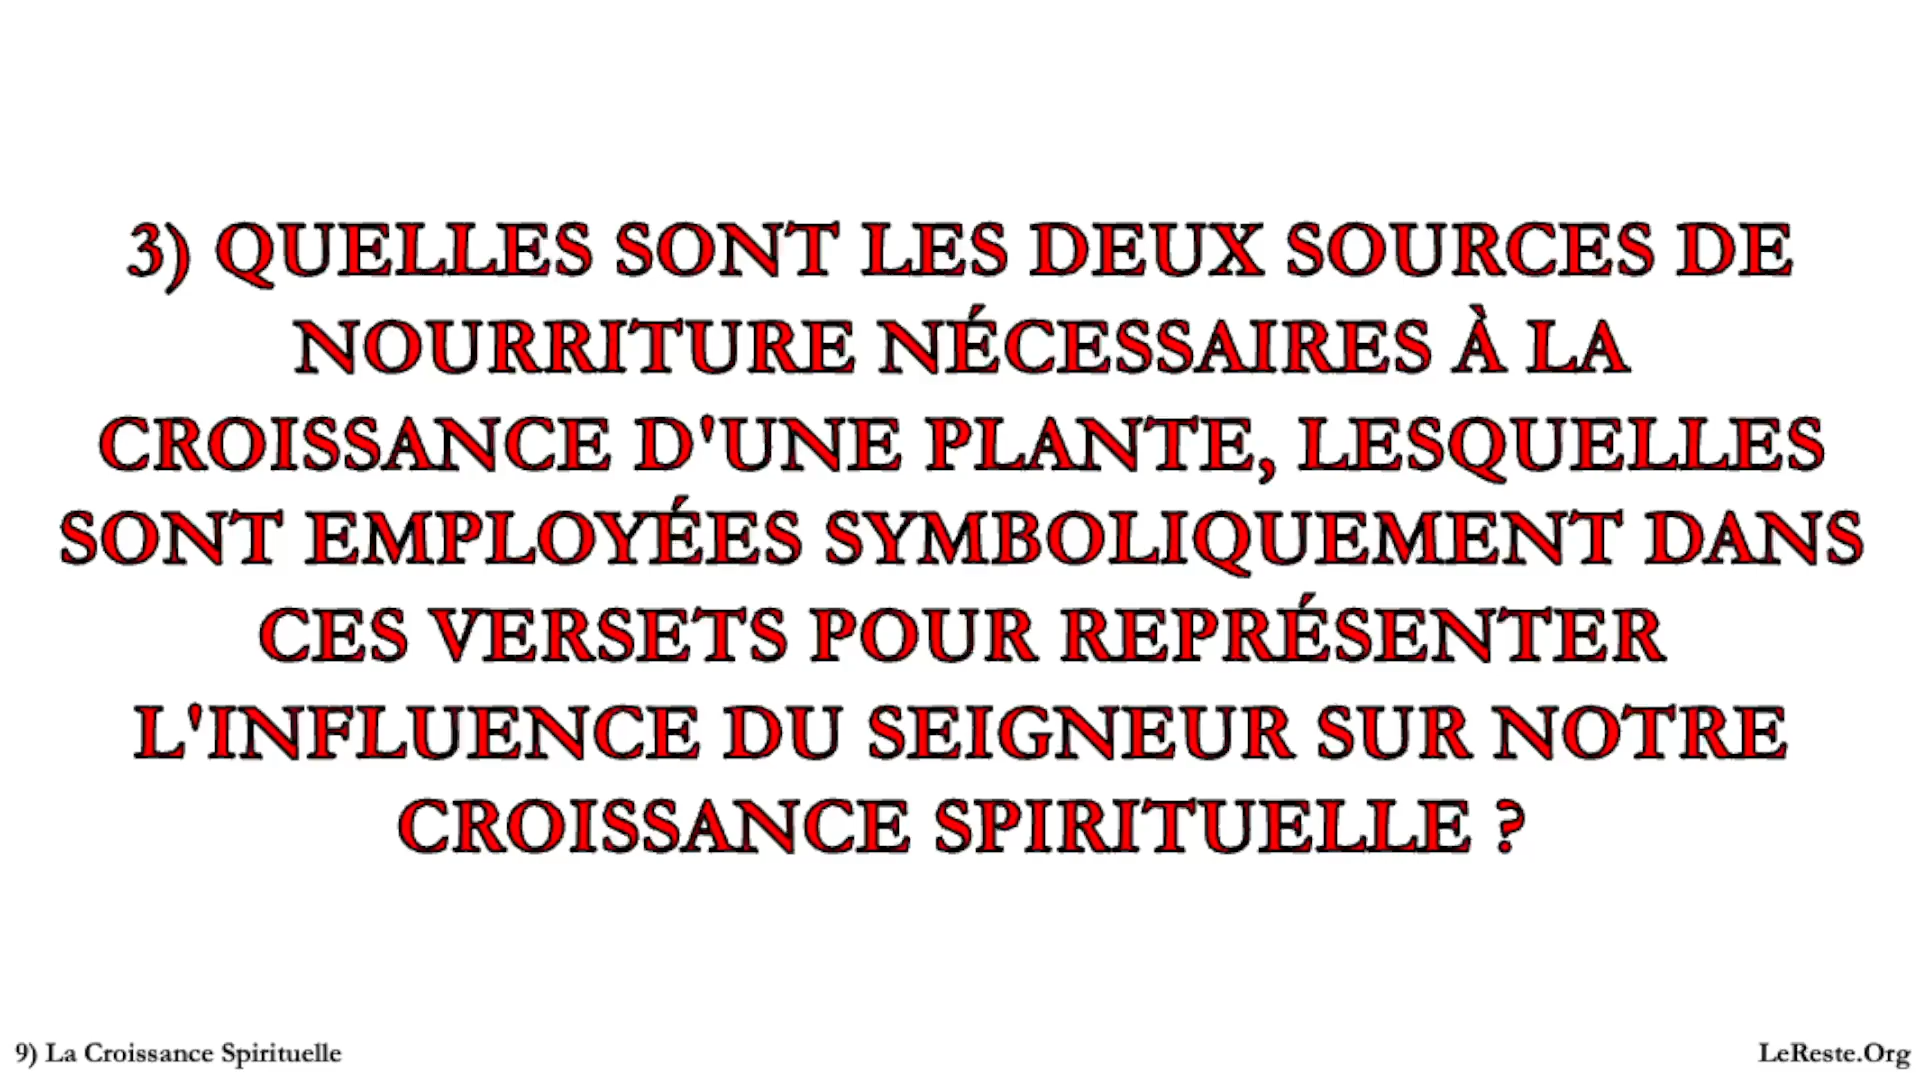 3) QUELLES SONT LES DEUX SOURCES DE
NOURRITURE NÉCESSAIRES À LA
CROISSANCE D'UNE PLANTE, LESQUELLES
SONT EMPLOYÉES SYMBOLIQUEMENT DANS
CES VERSETS POUR REPRÉSENTER
L'INFLUENCE DU SEIGNEUR SUR NOTRE
CROISSANCE SPIRITUELLE ?
9) La Croissance Spirituelle
LeReste.Org